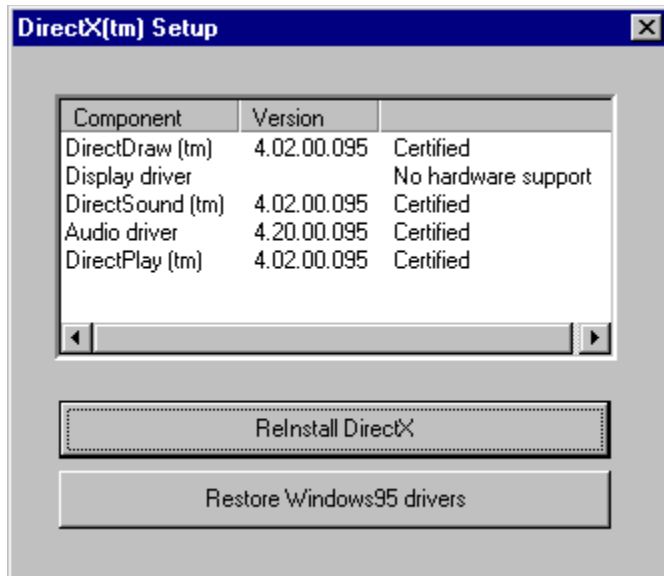 DirectX(tm) Setup
Component Version
DirectDraw (tm) 4.02.00.095 Certified
Display driver No hardware support
DirectSound (tm) 4.02.00.095 Certified
Audio driver 4.20.00.095 Certified
DirectPlay (tm) 4.02.00.095 Certified
ReInstall DirectX
Restore Windows95 drivers